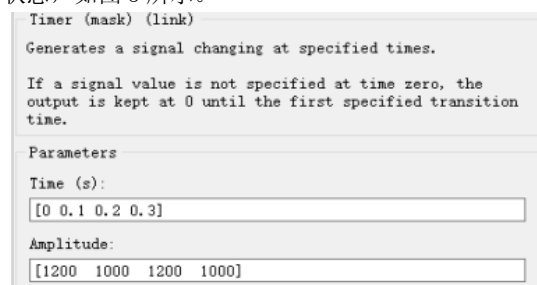 状态，如图 8 所示。
Timer (mask) (link)
Generates a signal changing at specified times.
If a signal value is not specified at time zero, the
output is kept at 0 until the first specified transition
time.
Parameters
Time (s):
[0 0.1 0.2 0.3]
Amplitude:
[1200 1000 1200 1000]